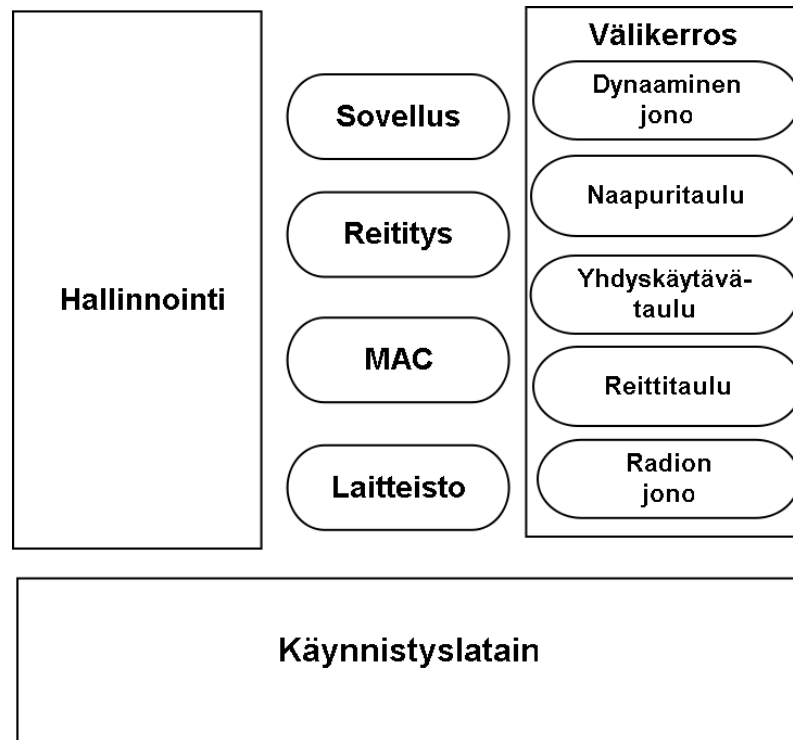 Hallinnointi
Sovellus
Reititys
MAC
Laitteisto
Välikerros
Dynaaminen
jono
Naapuritaulu
Yhdyskäytävä-
taulu
Reittitaulu
Radion
jono
Käynnistyslatain